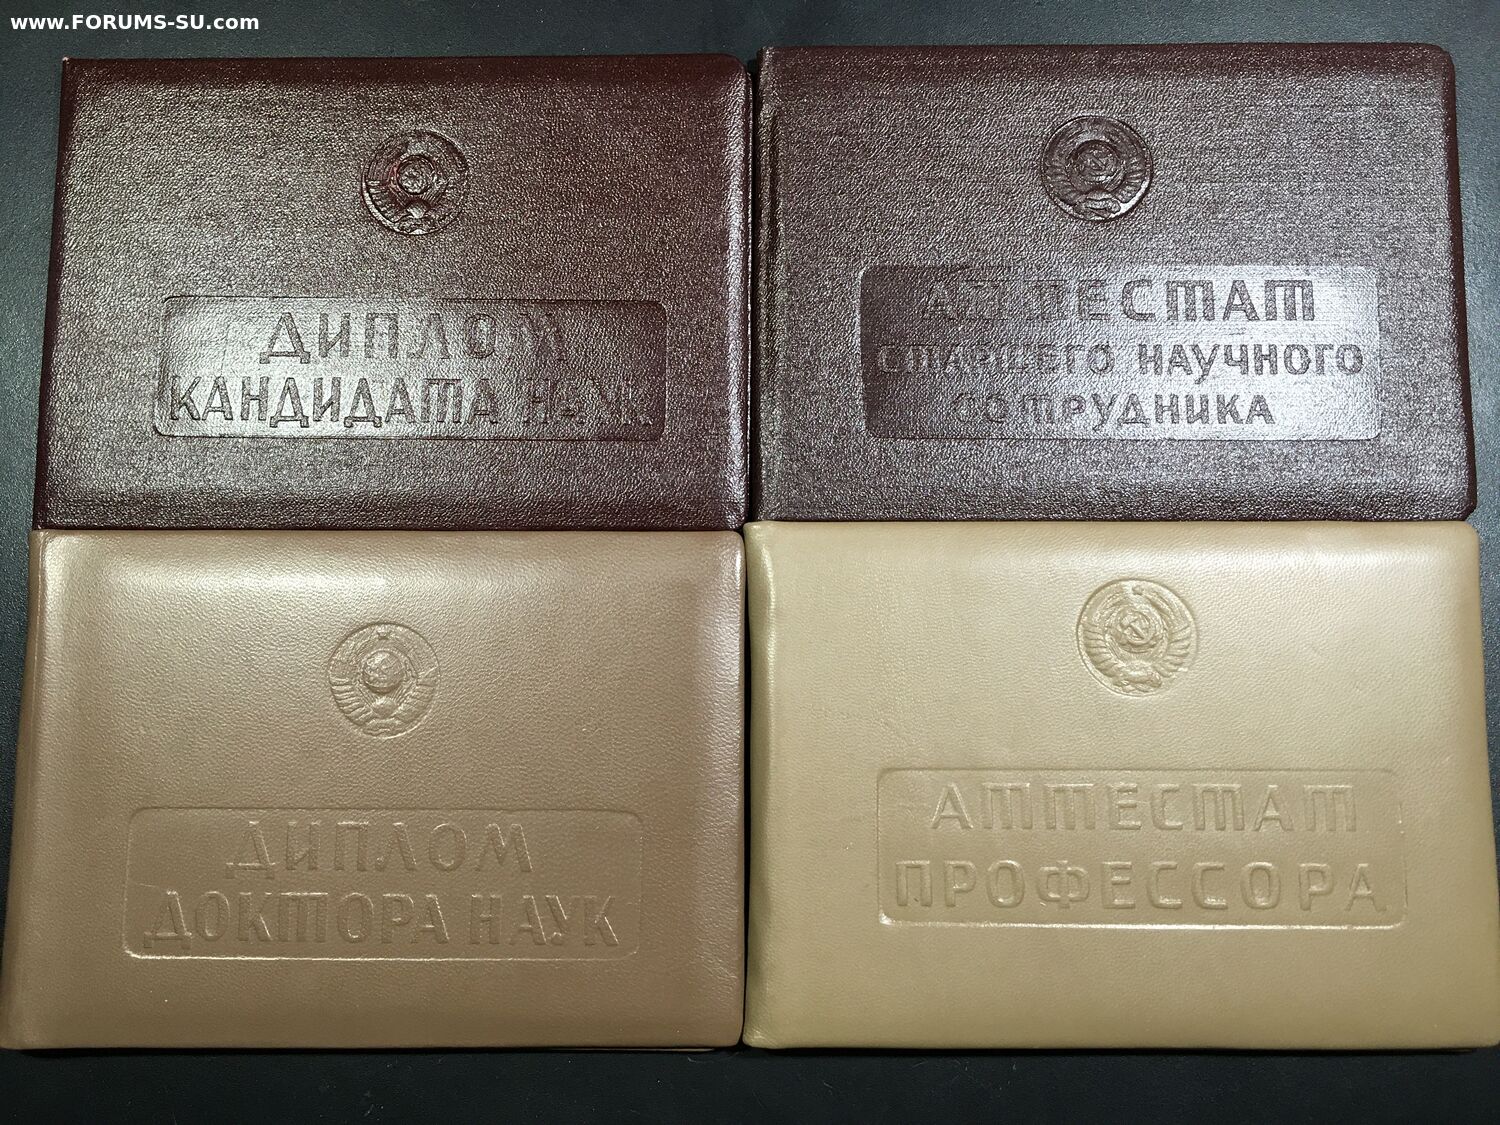 www.FORUMS-SU.com
ДИПЛОМ
КАНДИДАТА НАУК
АТТЕСТАТ
СТАРШЕГО НАУЧНОГО
СОТРУДНИКА
ДИПЛОМ
ДОКТОРА НАУК
АТТЕСТАТ
ПРОФЕССОРА